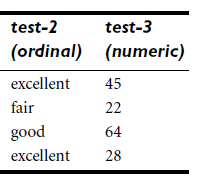 test-2 test-3
(ordinal) (numeric)
excellent 45
fair 22
good 64
excellent 28